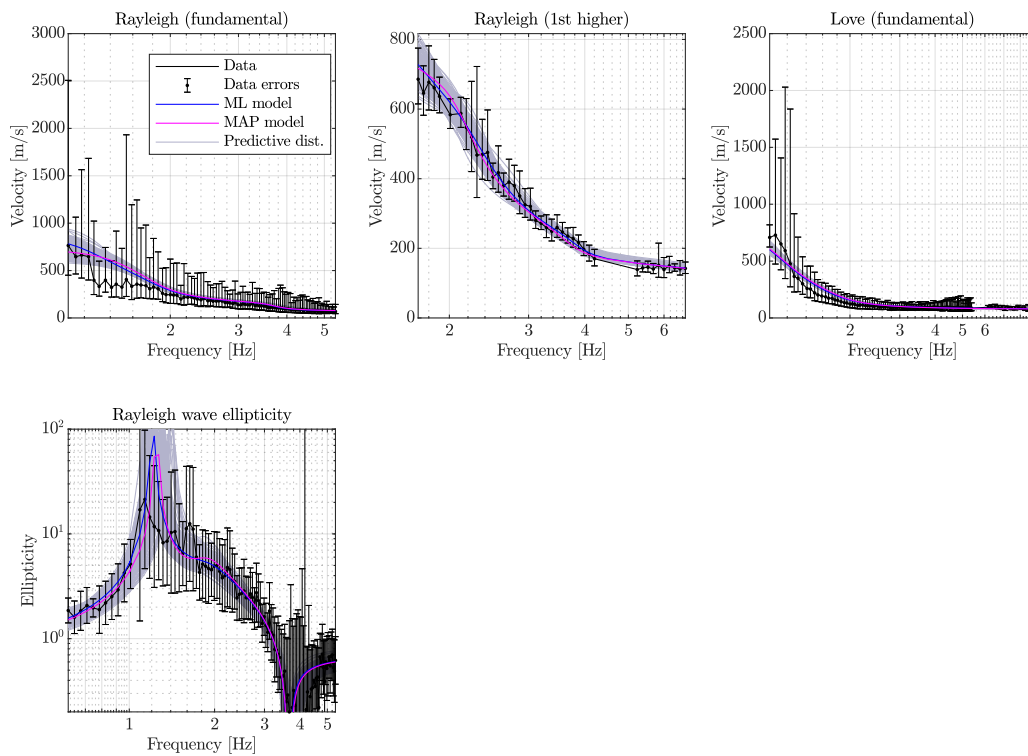 Rayleigh (fundamental)
3000
2500
2000
1500
1000
500
0
Velocity [m/s]
2
3
4
5
Frequency [Hz]
Data
Data errors
ML model
MAP model
Predictive dist.
Rayleigh (1st higher)
800
600
400
200
0
Velocity [m/s]
2
3
4
5
6
Frequency [Hz]
Love (fundamental)
2500
2000
1500
1000
500
0
Velocity [m/s]
2
3
4
5
6
Frequency [Hz]
Rayleigh wave ellipticity
10^2
10^1
10^0
Ellipticity
1
2
3
4
5
Frequency [Hz]